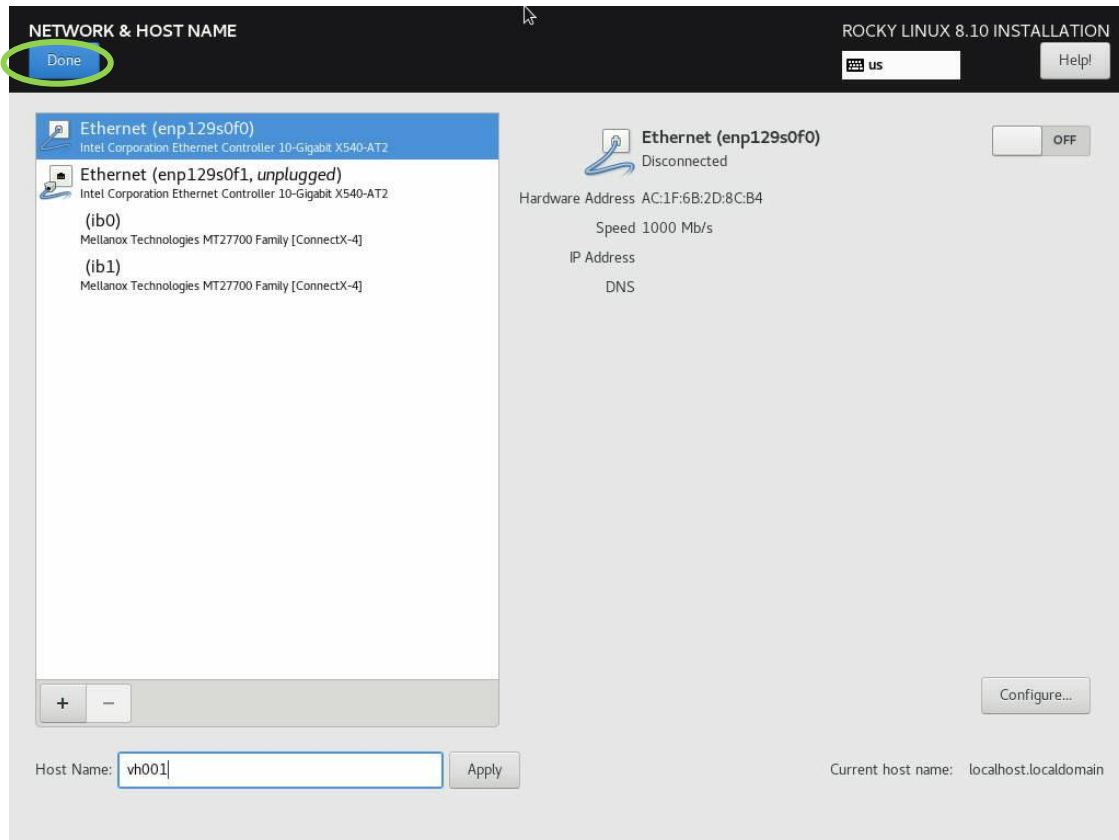 NETWORK & HOST NAME
ROCKY LINUX 8.10 INSTALLATION
Done
us
Help!
Ethernet (enp129s0f0)
Intel Corporation Ethernet Controller 10-Gigabit X540-AT2
Ethernet (enp129s0f1, unplugged)
Intel Corporation Ethernet Controller 10-Gigabit X540-AT2
(ib0)
Mellanox Technologies MT27700 Family [ConnectX-4]
(ib1)
Mellanox Technologies MT27700 Family [ConnectX-4]
Ethernet (enp129s0f0)
Disconnected
OFF
Hardware Address AC:1F:6B:2D:8C:B4
Speed 1000 Mb/s
IP Address
DNS
+ −
Configure...
Host Name: vh001 Apply
Current host name: localhost.localdomain